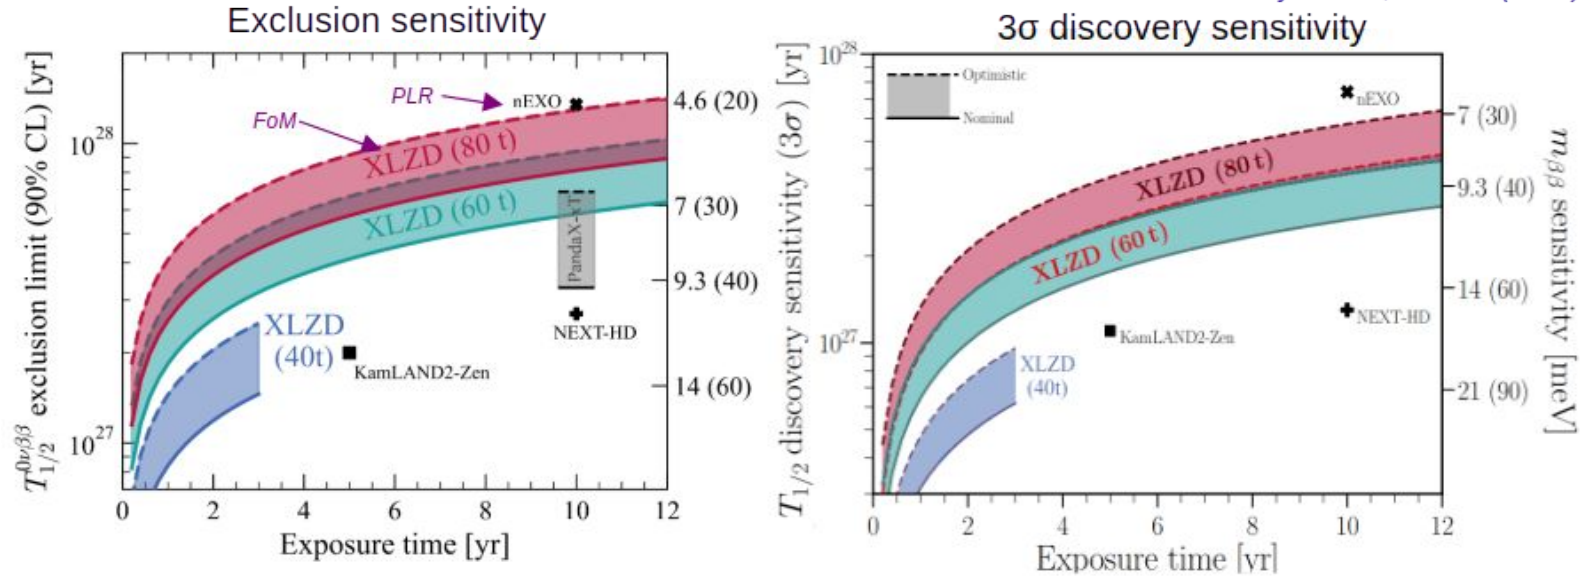 Exclusion sensitivity
T1/2^0νββ exclusion limit (90% CL) [yr]
10^28
10^27
PLR
FoM
nEXO
XLZD (80 t)
XLZD (60 t)
PandaX-xT
XLZD
(40t)
NEXT-HD
KamLAND2-Zen
4.6 (20)
7 (30)
9.3 (40)
14 (60)
0 2 4 6 8 10 12
Exposure time [yr]
3σ discovery sensitivity
T1/2 discovery sensitivity (3σ) [yr]
10^28
10^27
Optimistic
Nominal
nEXO
XLZD (80 t)
XLZD (60 t)
KamLAND2-Zen
NEXT-HD
XLZD
(40t)
7 (30)
9.3 (40)
14 (60)
21 (90)
mββ sensitivity [meV]
0 2 4 6 8 10 12
Exposure time [yr]